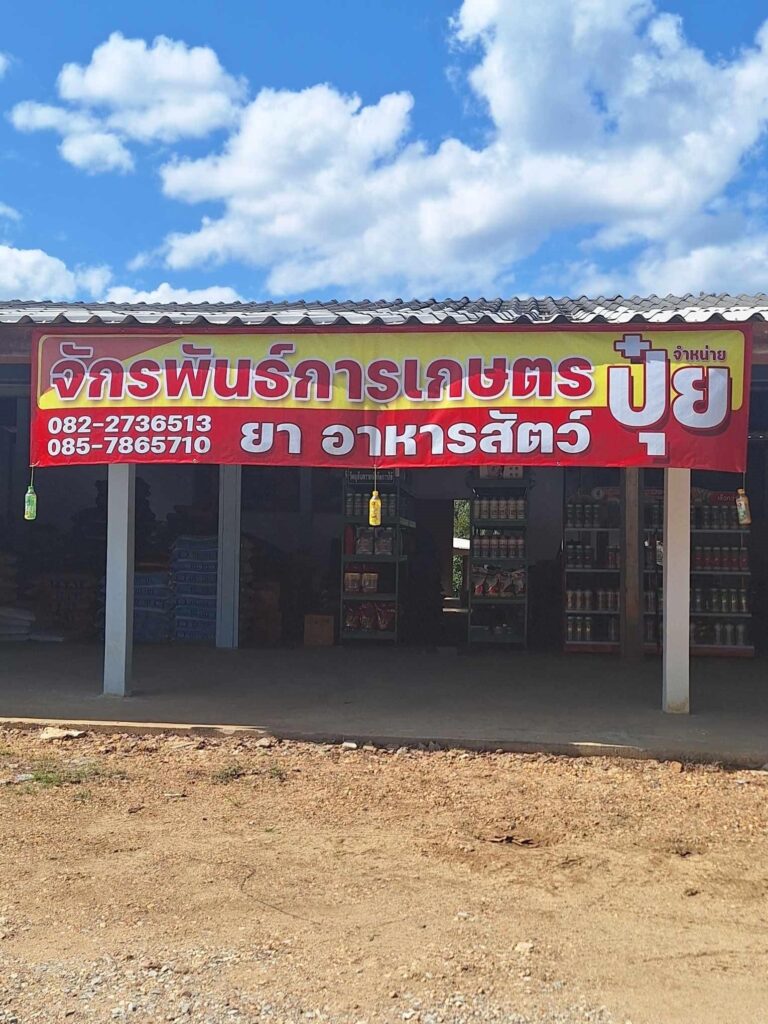 จักรพันธ์การเกษตร
จำหน่าย
ปุ๋ย
082-2736513
085-7865710
ยา อาหารสัตว์